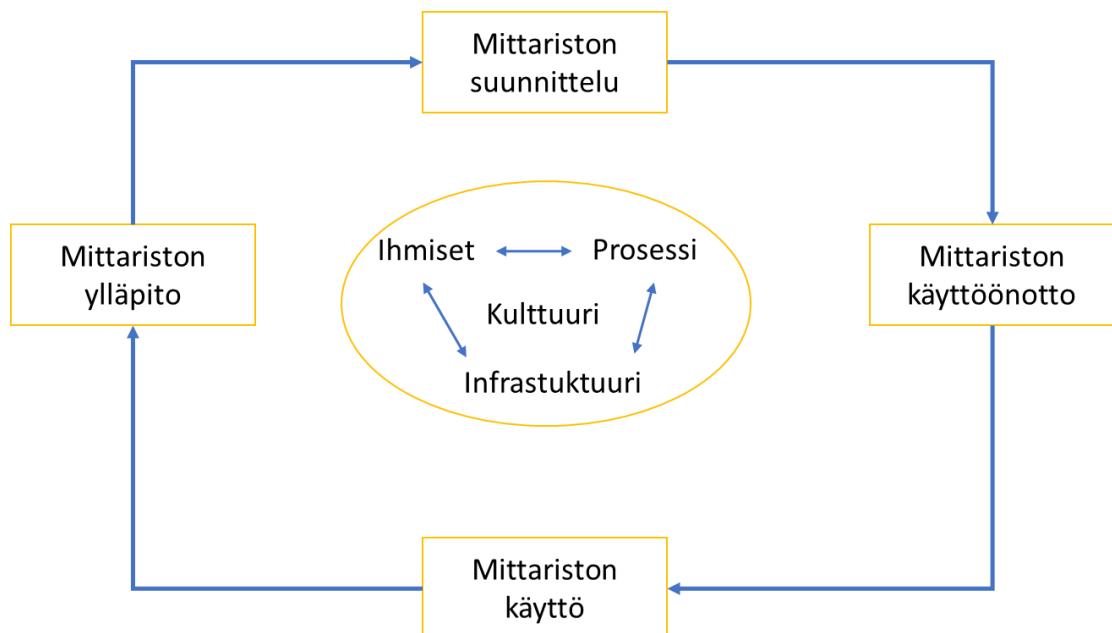 Mittariston
suunnittelu
Mittariston
ylläpito
Ihmiset
Prosessi
Kulttuuri
Infrastuktuuri
Mittariston
käyttöönotto
Mittariston
käyttö